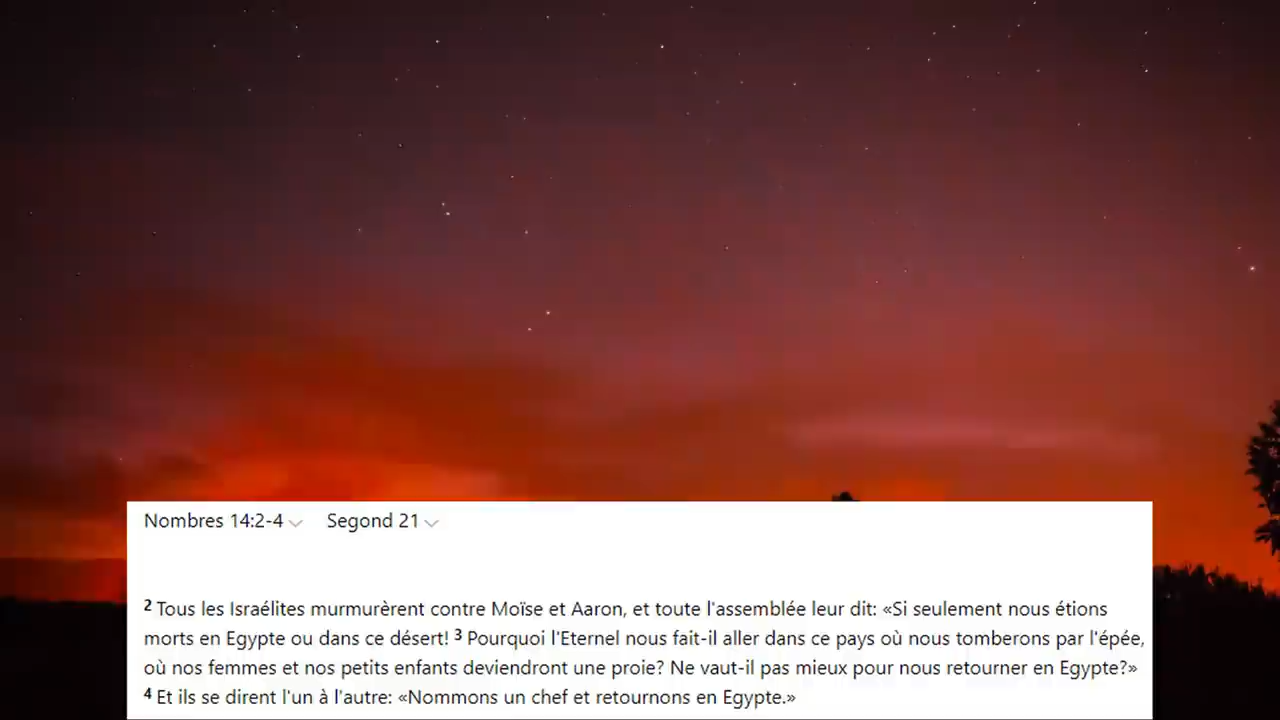 Nombres 14:2-4 Segond 21
2 Tous les Israélites murmurèrent contre Moïse et Aaron, et toute l'assemblée leur dit: «Si seulement nous étions
morts en Egypte ou dans ce désert! 3 Pourquoi l'Eternel nous fait-il aller dans ce pays où nous tomberons par l'épée,
où nos femmes et nos petits enfants deviendront une proie? Ne vaut-il pas mieux pour nous retourner en Egypte?»
4 Et ils se dirent l'un à l'autre: «Nommons un chef et retournons en Egypte.»